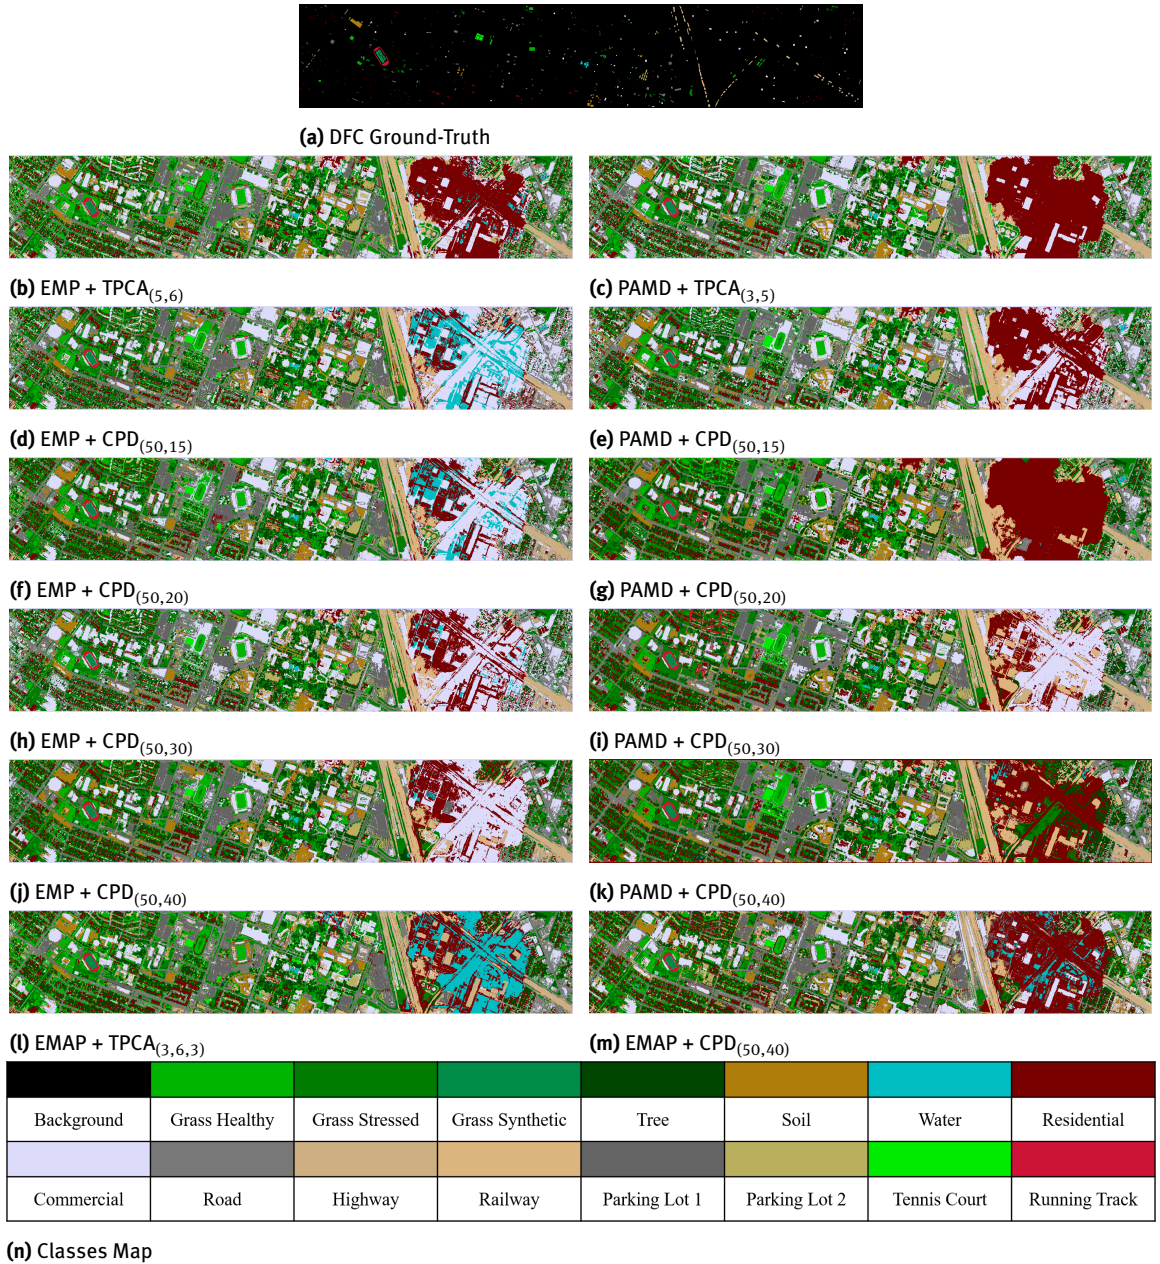 (a) DFC Ground-Truth
(b) EMP + TPCA(5,6)
(c) PAMD + TPCA(3,5)
(d) EMP + CPD(50,15)
(e) PAMD + CPD(50,15)
(f) EMP + CPD(50,20)
(g) PAMD + CPD(50,20)
(h) EMP + CPD(50,30)
(i) PAMD + CPD(50,30)
(j) EMP + CPD(50,40)
(k) PAMD + CPD(50,40)
(l) EMAP + TPCA(3,6,3)
(m) EMAP + CPD(50,40)
Background Grass Healthy Grass Stressed Grass Synthetic Tree Soil Water Residential
Commercial Road Highway Railway Parking Lot 1 Parking Lot 2 Tennis Court Running Track
(n) Classes Map